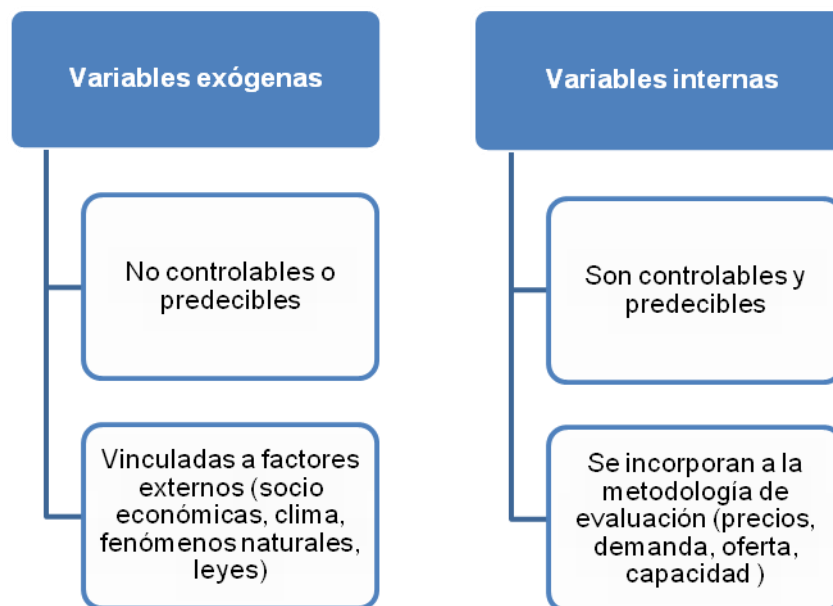 Variables exógenas
No controlables o
predecibles
Vinculadas a factores
externos (socio
económicas, clima,
fenómenos naturales,
leyes)
Variables internas
Son controlables y
predecibles
Se incorporan a la
metodología de
evaluación (precios,
demanda, oferta,
capacidad )